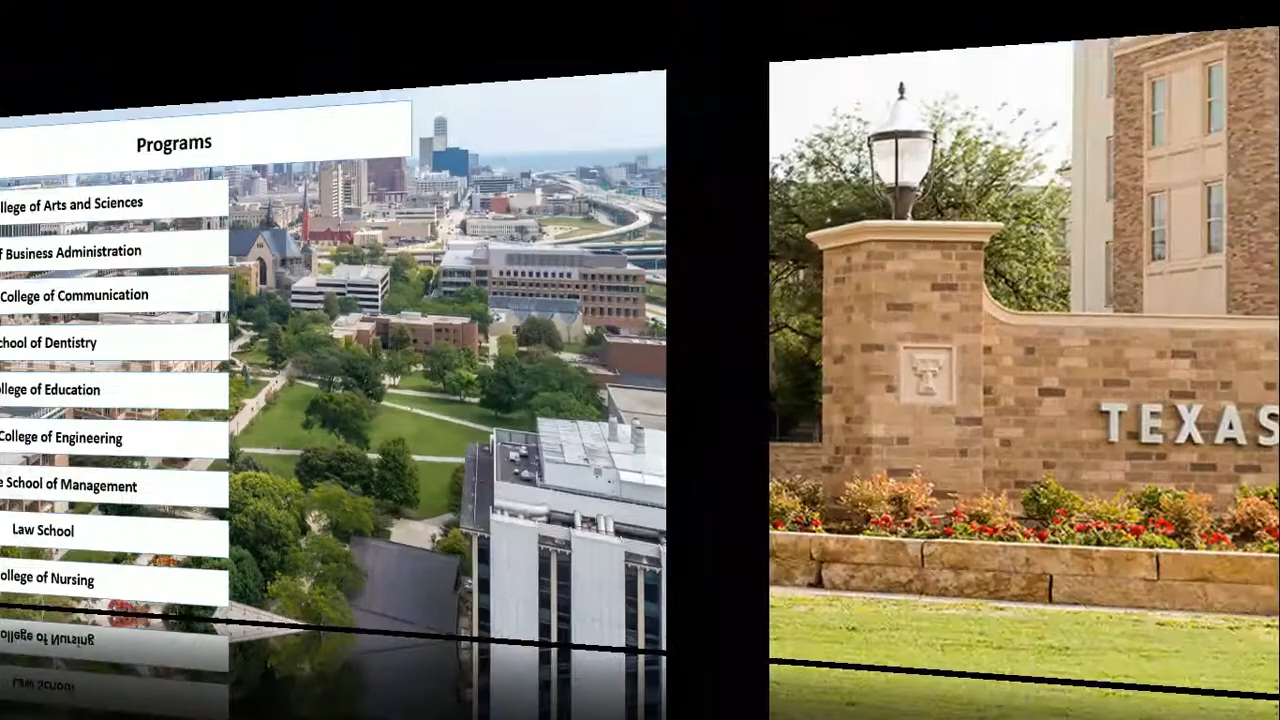 Programs
llege of Arts and Sciences
f Business Administration
College of Communication
chool of Dentistry
ollege of Education
College of Engineering
e School of Management
Law School
ollege of Nursing
TEXAS